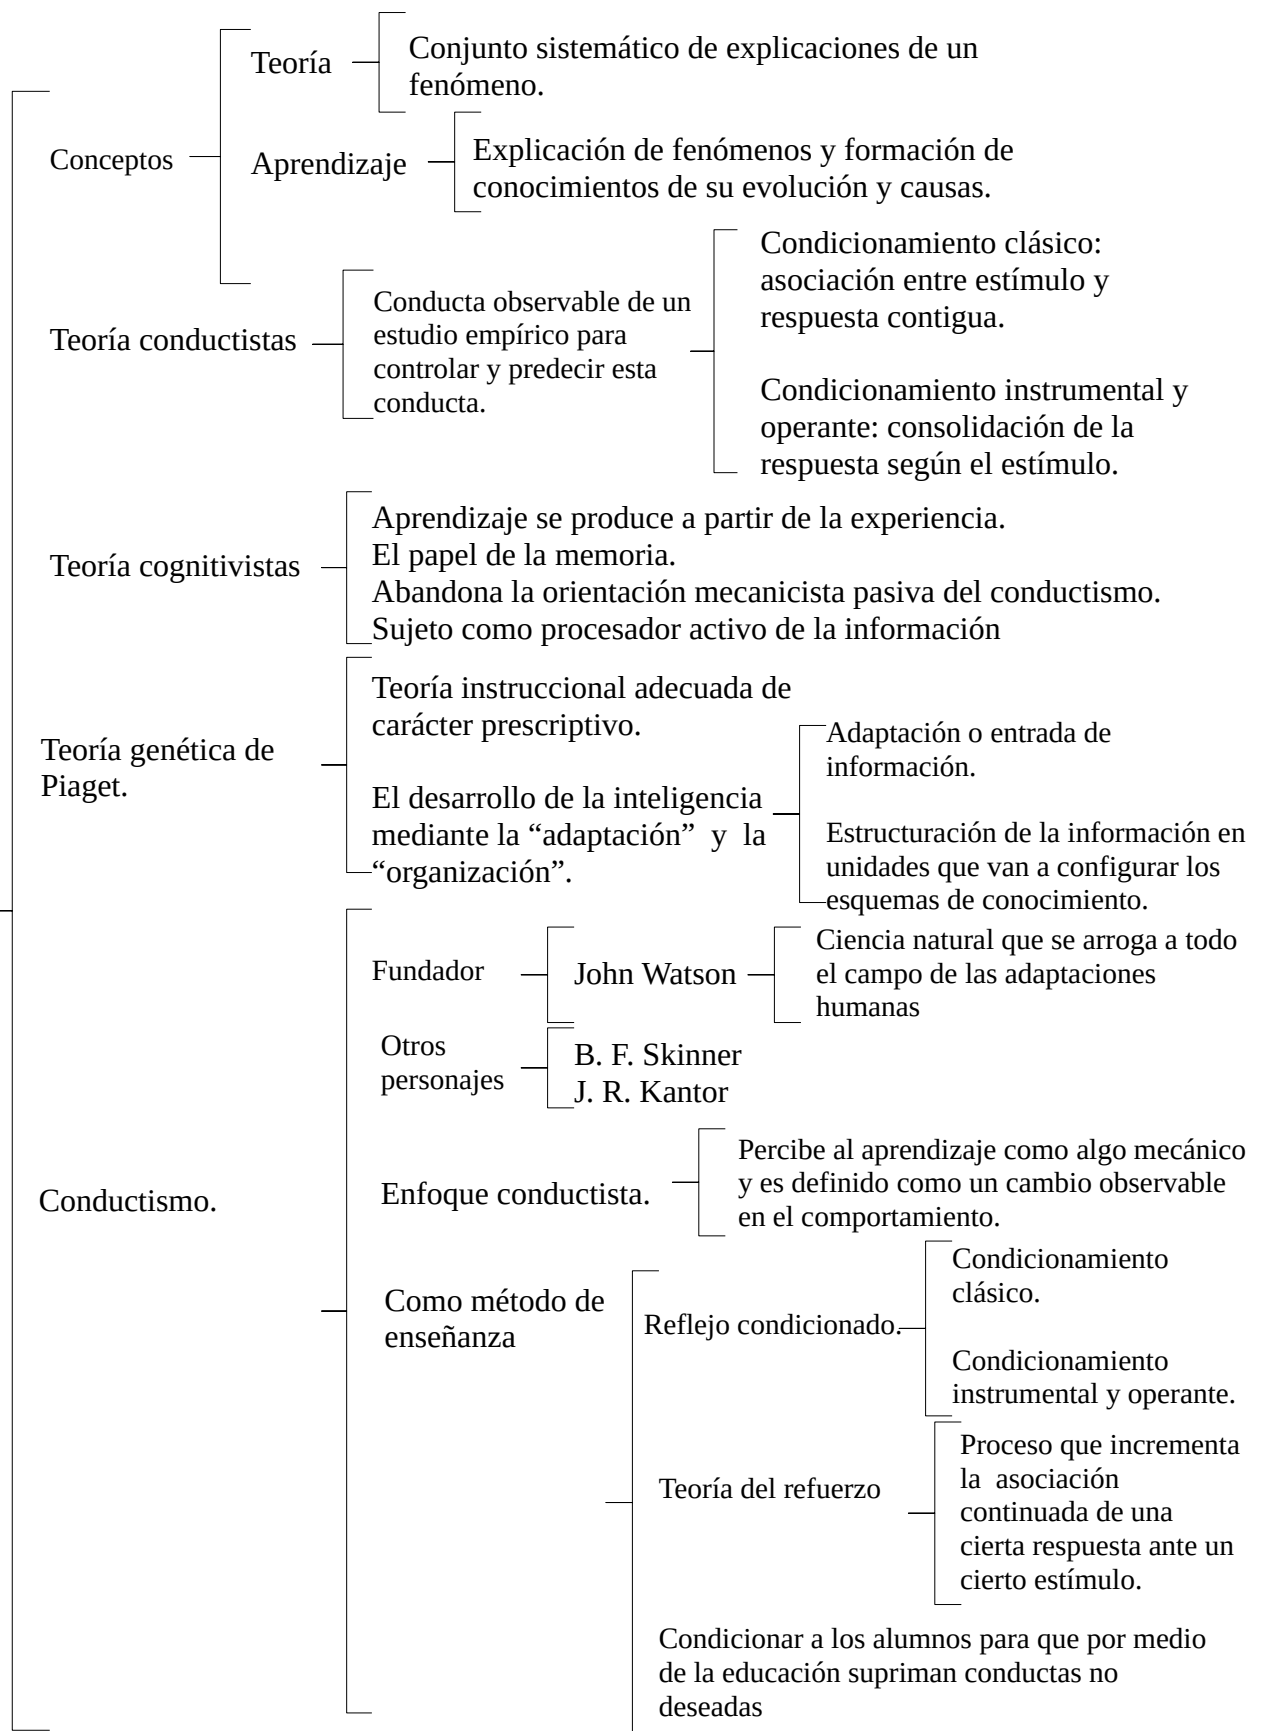 Teoría
Conjunto sistemático de explicaciones de un
fenómeno.
Conceptos
Aprendizaje
Explicación de fenómenos y formación de
conocimientos de su evolución y causas.
Teoría conductistas
Conducta observable de un
estudio empírico para
controlar y predecir esta
conducta.
Condicionamiento clásico:
asociación entre estímulo y
respuesta contigua.
Condicionamiento instrumental y
operante: consolidación de la
respuesta según el estímulo.
Teoría cognitivistas
Aprendizaje se produce a partir de la experiencia.
El papel de la memoria.
Abandona la orientación mecanicista pasiva del conductismo.
Sujeto como procesador activo de la información
Teoría genética de
Piaget.
Teoría instruccional adecuada de
carácter prescriptivo.
El desarrollo de la inteligencia
mediante la “adaptación” y  la
“organización”.
Adaptación o entrada de
información.
Estructuración de la información en
unidades que van a configurar los
esquemas de conocimiento.
Conductismo.
Fundador
John Watson
Ciencia natural que se arroga a todo
el campo de las adaptaciones
humanas
Otros
personajes
B. F. Skinner
J. R. Kantor
Enfoque conductista.
Percibe al aprendizaje como algo mecánico
y es definido como un cambio observable
en el comportamiento.
Como método de
enseñanza
Reflejo condicionado.
Condicionamiento
clásico.
Condicionamiento
instrumental y operante.
Teoría del refuerzo
Proceso que incrementa
la  asociación
continuada de una
cierta respuesta ante un
cierto estímulo.
Condicionar a los alumnos para que por medio
de la educación supriman conductas no
deseadas